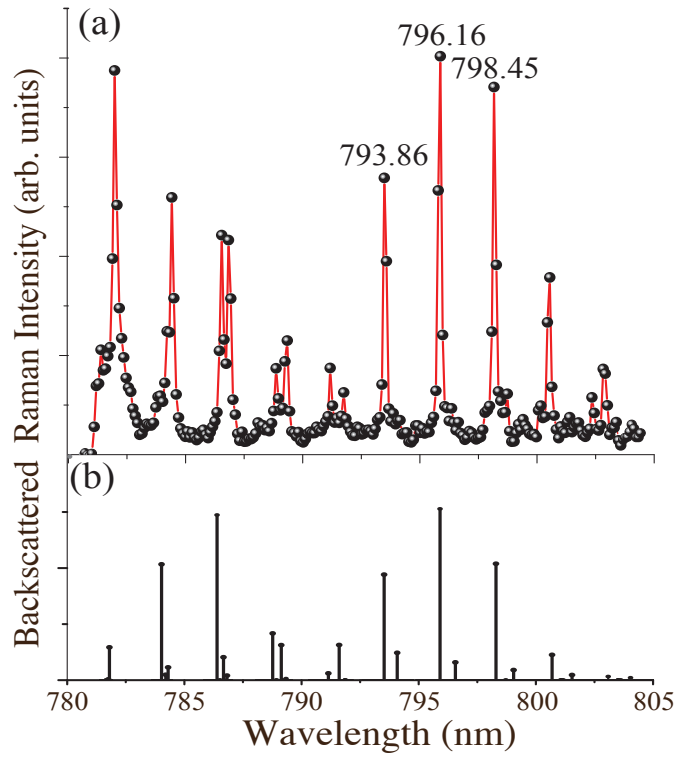 (a)
796.16
798.45
793.86
Backscattered Raman Intensity (arb. units)
(b)
780 785 790 795 800 805
Wavelength (nm)